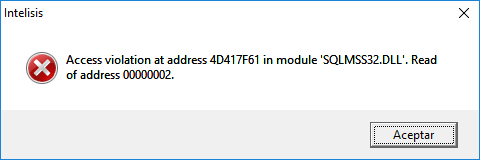 Intelisis
Access violation at address 4D417F61 in module 'SQLMSS32.DLL'. Read
of address 00000002.
Aceptar